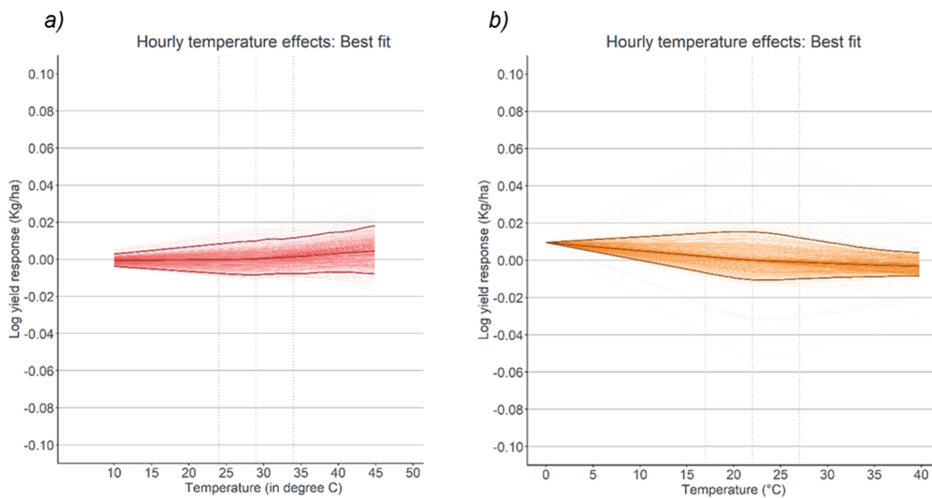 a)
Hourly temperature effects: Best fit
0.10
0.08
0.06
0.04
0.02
0.00
-0.02
-0.04
-0.06
-0.08
-0.10
Log yield response (Kg/ha)
10 15 20 25 30 35 40 45 50
Temperature (in degree C)
b)
Hourly temperature effects: Best fit
0.10
0.08
0.06
0.04
0.02
0.00
-0.02
-0.04
-0.06
-0.08
-0.10
Log yield response (Kg/ha)
0 5 10 15 20 25 30 35 40
Temperature (°C)